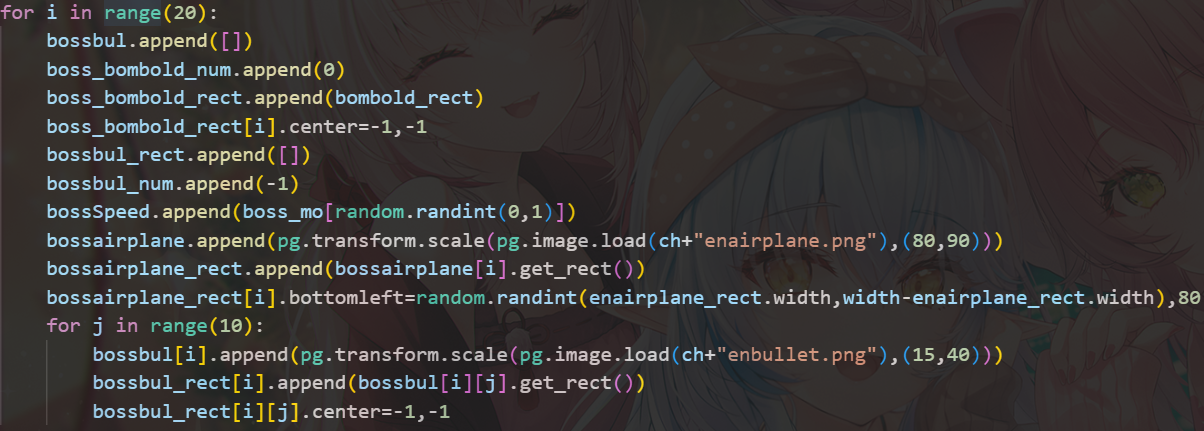 for i in range(20):
    bossbul.append([])
    boss_bombold_num.append(0)
    boss_bombold_rect.append(bombold_rect)
    boss_bombold_rect[i].center=-1,-1
    bossbul_rect.append([])
    bossbul_num.append(-1)
    bossSpeed.append(boss_mo[random.randint(0,1)])
    bossairplane.append(pg.transform.scale(pg.image.load(ch+"enairplane.png"),(80,90)))
    bossairplane_rect.append(bossairplane[i].get_rect())
    bossairplane_rect[i].bottomleft=random.randint(enairplane_rect.width,width-enairplane_rect.width),80
    for j in range(10):
        bossbul[i].append(pg.transform.scale(pg.image.load(ch+"enbullet.png"),(15,40)))
        bossbul_rect[i].append(bossbul[i][j].get_rect())
        bossbul_rect[i][j].center=-1,-1